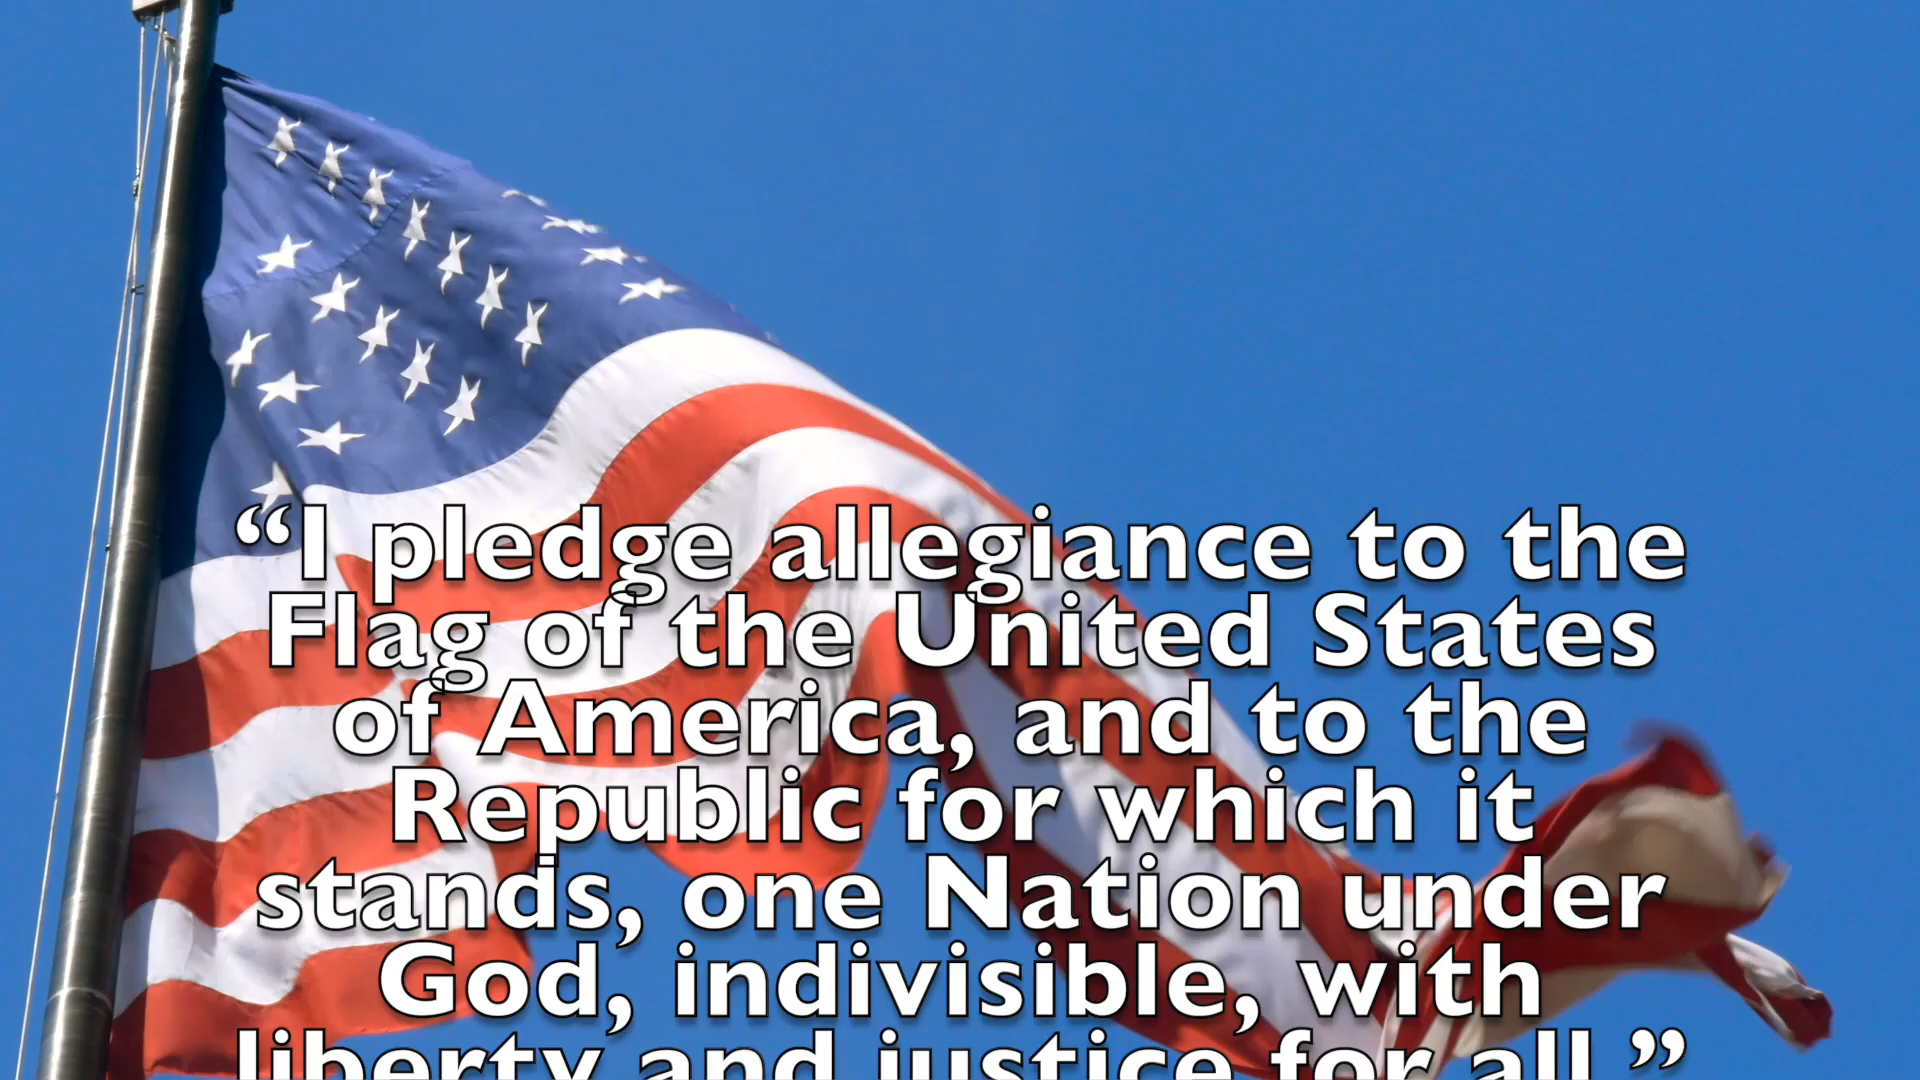 “I pledge allegiance to the
Flag of the United States
of America, and to the
Republic for which it
stands, one Nation under
God, indivisible, with
liberty and justice for all.”